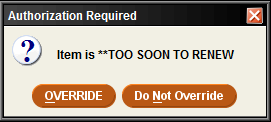 Authorization Required
Item is **TOO SOON TO RENEW
OVERRIDE
Do Not Override